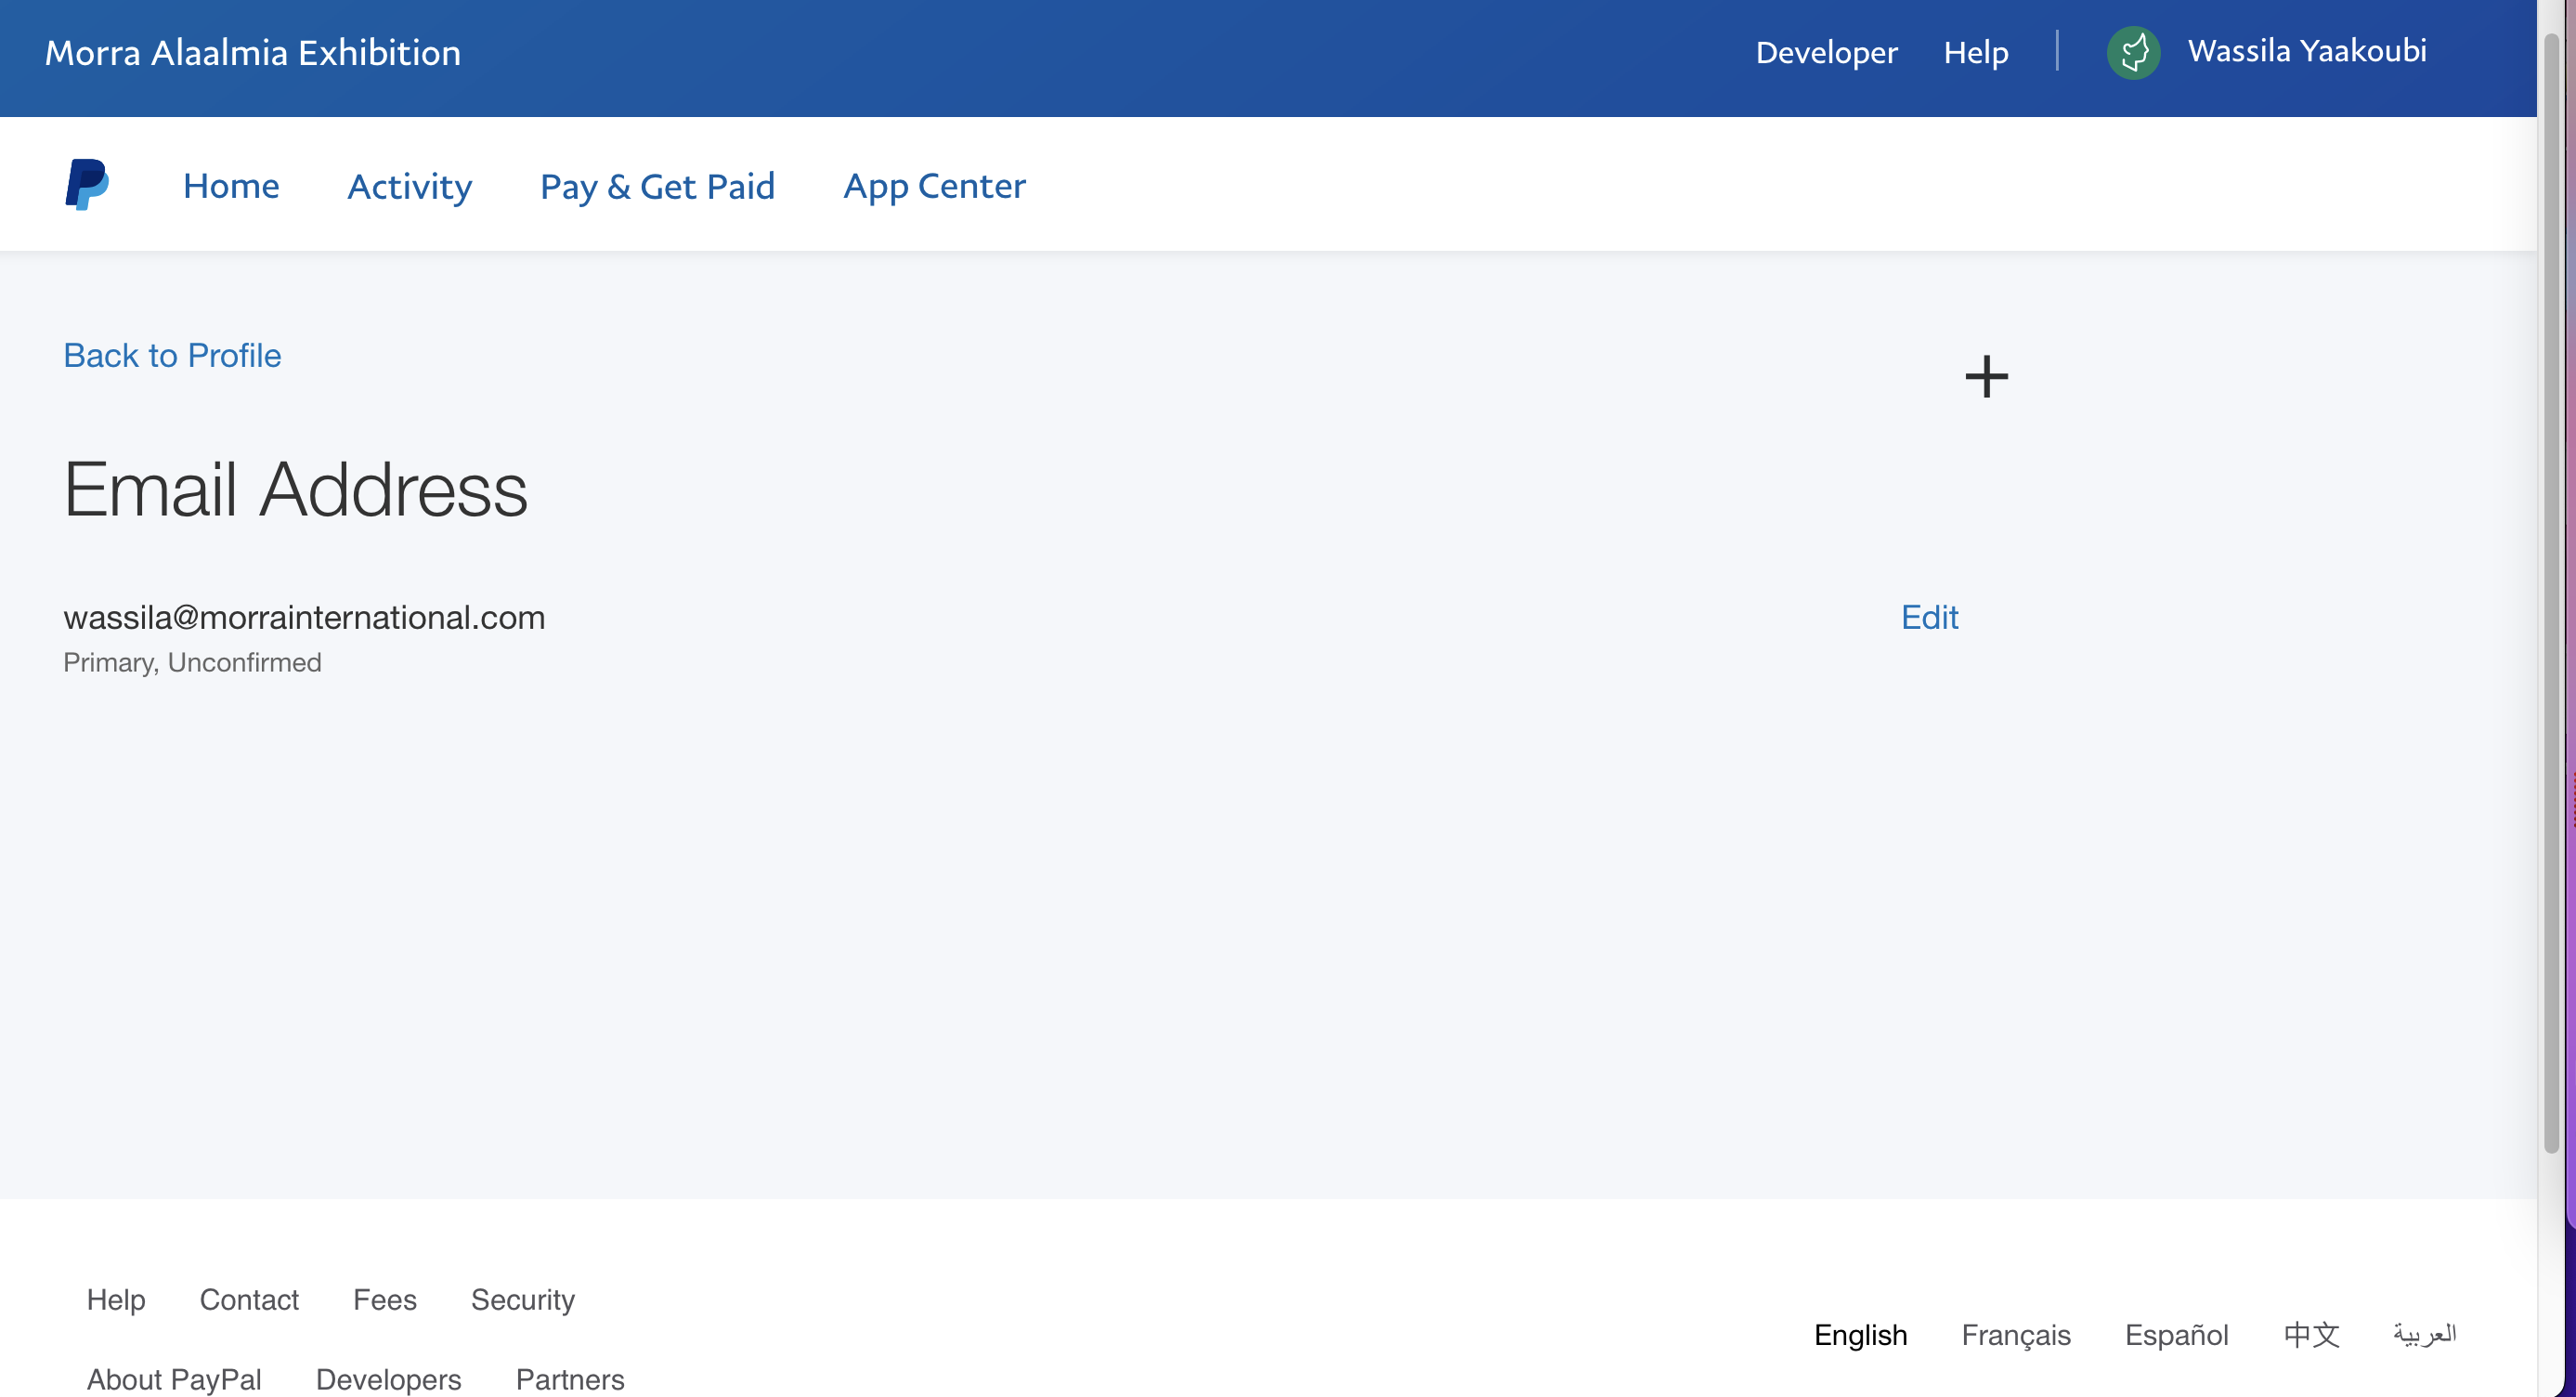 Morra Alaalmia Exhibition
Developer Help Wassila Yaakoubi
Home Activity Pay & Get Paid App Center
Back to Profile
+
Email Address
wassila@morrainternational.com Edit
Primary, Unconfirmed
Help Contact Fees Security
English Français Español 中文 العربية
About PayPal Developers Partners